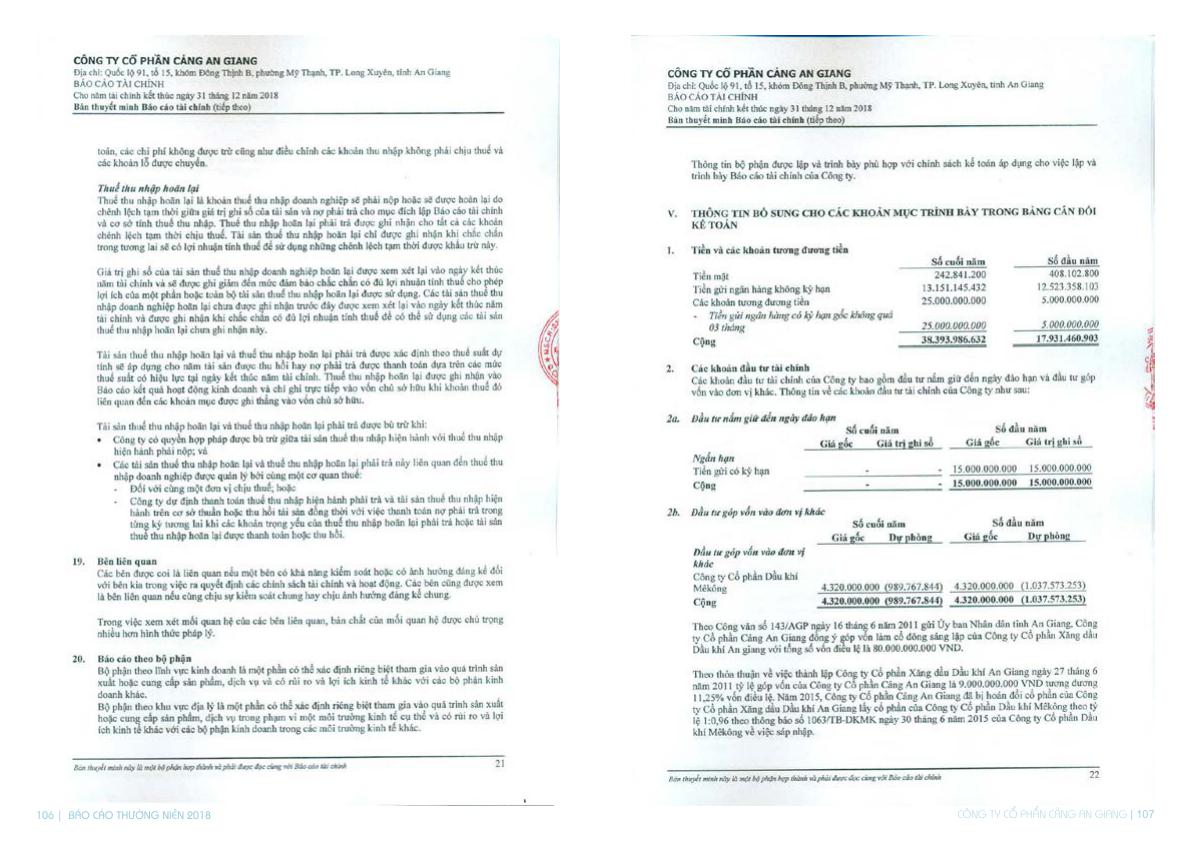 CÔNG TY CỔ PHẦN CẢNG AN GIANG
Địa chỉ: Quốc lộ 91, tổ 15, khóm Đông Thịnh B, phường Mỹ Thạnh, TP. Long Xuyên, tỉnh An Giang
BÁO CÁO TÀI CHÍNH
Cho năm tài chính kết thúc ngày 31 tháng 12 năm 2018
Bản thuyết minh Báo cáo tài chính (tiếp theo)
toán, các chi phí không được trừ cũng như điều chỉnh các khoản thu nhập không phải chịu thuế và
các khoản lỗ được chuyển.
Thuế thu nhập hoãn lại
Thuế thu nhập hoãn lại là khoản thuế thu nhập doanh nghiệp sẽ phải nộp hoặc sẽ được hoàn lại do
chênh lệch tạm thời giữa giá trị ghi sổ của tài sản và nợ phải trả cho mục đích lập Báo cáo tài chính
và cơ sở tính thuế thu nhập. Thuế thu nhập hoãn lại phải trả được ghi nhận cho tất cả các khoản
chênh lệch tạm thời chịu thuế. Tài sản thuế thu nhập hoãn lại chỉ được ghi nhận khi chắc chắn
trong tương lai sẽ có lợi nhuận tính thuế để sử dụng những chênh lệch tạm thời được khấu trừ này.
Giá trị ghi sổ của tài sản thuế thu nhập doanh nghiệp hoãn lại được xem xét lại vào ngày kết thúc
năm tài chính và sẽ được ghi giảm đến mức đảm bảo chắc chắn có đủ lợi nhuận tính thuế cho phép
lợi ích của một phần hoặc toàn bộ tài sản thuế thu nhập hoãn lại được sử dụng. Các tài sản thuế thu
nhập doanh nghiệp hoãn lại chưa được ghi nhận trước đây được xem xét lại vào ngày kết thúc năm
tài chính và được ghi nhận khi chắc chắn có đủ lợi nhuận tính thuế để có thể sử dụng các tài sản
thuế thu nhập hoãn lại chưa ghi nhận này.
Tài sản thuế thu nhập hoãn lại và thuế thu nhập hoãn lại phải trả được xác định theo thuế suất dự
tính sẽ áp dụng cho năm tài sản được thu hồi hay nợ phải trả được thanh toán dựa trên các mức
thuế suất có hiệu lực tại ngày kết thúc năm tài chính. Thuế thu nhập hoãn lại được ghi nhận vào
Báo cáo kết quả hoạt động kinh doanh và chỉ ghi trực tiếp vào vốn chủ sở hữu khi khoản thuế đó
liên quan đến các khoản mục được ghi thẳng vào vốn chủ sở hữu.
Tài sản thuế thu nhập hoãn lại và thuế thu nhập hoãn lại phải trả được bù trừ khi:
• Công ty có quyền hợp pháp được bù trừ giữa tài sản thuế thu nhập hiện hành với thuế thu nhập
hiện hành phải nộp; và
• Các tài sản thuế thu nhập hoãn lại và thuế thu nhập hoãn lại phải trả này liên quan đến thuế thu
nhập doanh nghiệp được quản lý bởi cùng một cơ quan thuế:
- Đối với cùng một đơn vị chịu thuế; hoặc
- Công ty dự định thanh toán thuế thu nhập hiện hành phải trả và tài sản thuế thu nhập hiện
hành trên cơ sở thuần hoặc thu hồi tài sản đồng thời với việc thanh toán nợ phải trả trong
từng kỳ tương lai khi các khoản trọng yếu của thuế thu nhập hoãn lại phải trả hoặc tài sản
thuế thu nhập hoãn lại được thanh toán hoặc thu hồi.
19. Bên liên quan
Các bên được coi là liên quan nếu một bên có khả năng kiểm soát hoặc có ảnh hưởng đáng kể đối
với bên kia trong việc ra quyết định các chính sách tài chính và hoạt động. Các bên cũng được xem
là bên liên quan nếu cùng chịu sự kiểm soát chung hay chịu ảnh hưởng đáng kể chung.
Trong việc xem xét mối quan hệ của các bên liên quan, bản chất của mối quan hệ được chú trọng
nhiều hơn hình thức pháp lý.
20. Báo cáo theo bộ phận
Bộ phận theo lĩnh vực kinh doanh là một phần có thể xác định riêng biệt tham gia vào quá trình sản
xuất hoặc cung cấp sản phẩm, dịch vụ và có rủi ro và lợi ích kinh tế khác với các bộ phận kinh
doanh khác.
Bộ phận theo khu vực địa lý là một phần có thể xác định riêng biệt tham gia vào quá trình sản xuất
hoặc cung cấp sản phẩm, dịch vụ trong phạm vi một môi trường kinh tế cụ thể và có rủi ro và lợi
ích kinh tế khác với các bộ phận kinh doanh trong các môi trường kinh tế khác.
Bản thuyết minh này là một bộ phận hợp thành và phải được đọc cùng với Báo cáo tài chính 21
106 | BÁO CÁO THƯỜNG NIÊN 2018
CÔNG TY CỔ PHẦN CẢNG AN GIANG
Địa chỉ: Quốc lộ 91, tổ 15, khóm Đông Thịnh B, phường Mỹ Thạnh, TP. Long Xuyên, tỉnh An Giang
BÁO CÁO TÀI CHÍNH
Cho năm tài chính kết thúc ngày 31 tháng 12 năm 2018
Bản thuyết minh Báo cáo tài chính (tiếp theo)
Thông tin bộ phận được lập và trình bày phù hợp với chính sách kế toán áp dụng cho việc lập và
trình bày Báo cáo tài chính của Công ty.
V. THÔNG TIN BỔ SUNG CHO CÁC KHOẢN MỤC TRÌNH BÀY TRONG BẢNG CÂN ĐỐI
KẾ TOÁN
1. Tiền và các khoản tương đương tiền
Số cuối năm Số đầu năm
Tiền mặt 242.841.200 408.102.800
Tiền gửi ngân hàng không kỳ hạn 13.151.145.432 12.523.358.103
Các khoản tương đương tiền 25.000.000.000 5.000.000.000
- Tiền gửi ngân hàng có kỳ hạn gốc không quá
03 tháng 25.000.000.000 5.000.000.000
Cộng 38.393.986.632 17.931.460.903
2. Các khoản đầu tư tài chính
Các khoản đầu tư tài chính của Công ty bao gồm đầu tư nắm giữ đến ngày đáo hạn và đầu tư góp
vốn vào đơn vị khác. Thông tin về các khoản đầu tư tài chính của Công ty như sau:
2a. Đầu tư nắm giữ đến ngày đáo hạn
Số cuối năm Số đầu năm
Giá gốc Giá trị ghi sổ Giá gốc Giá trị ghi sổ
Ngắn hạn
Tiền gửi có kỳ hạn - - 15.000.000.000 15.000.000.000
Cộng - - 15.000.000.000 15.000.000.000
2b. Đầu tư góp vốn vào đơn vị khác
Số cuối năm Số đầu năm
Giá gốc Dự phòng Giá gốc Dự phòng
Đầu tư góp vốn vào đơn vị
khác
Công ty Cổ phần Dầu khí
Mêkông 4.320.000.000 (989.767.844) 4.320.000.000 (1.037.573.253)
Cộng 4.320.000.000 (989.767.844) 4.320.000.000 (1.037.573.253)
Theo Công văn số 143/AGP ngày 16 tháng 6 năm 2011 gửi Ủy ban Nhân dân tỉnh An Giang, Công
ty Cổ phần Cảng An Giang đồng ý góp vốn làm cổ đông sáng lập của Công ty Cổ phần Xăng dầu
Dầu khí An giang với tổng số vốn điều lệ là 80.000.000.000 VND.
Theo thỏa thuận về việc thành lập Công ty Cổ phần Xăng dầu Dầu khí An Giang ngày 27 tháng 6
năm 2011 tỷ lệ góp vốn của Công ty Cổ phần Cảng An Giang là 9.000.000.000 VND tương đương
11,25% vốn điều lệ. Năm 2015, Công ty Cổ phần Cảng An Giang đã bị hoán đổi cổ phần của Công
ty Cổ phần Xăng dầu Dầu khí An Giang lấy cổ phần của Công ty Cổ phần Dầu khí Mêkông theo tỷ
lệ 1:0,96 theo thông báo số 1063/TB-DKMK ngày 30 tháng 6 năm 2015 của Công ty Cổ phần Dầu
khí Mêkông về việc sáp nhập.
Bản thuyết minh này là một bộ phận hợp thành và phải được đọc cùng với Báo cáo tài chính 22
CÔNG TY CỔ PHẦN CẢNG AN GIANG | 107